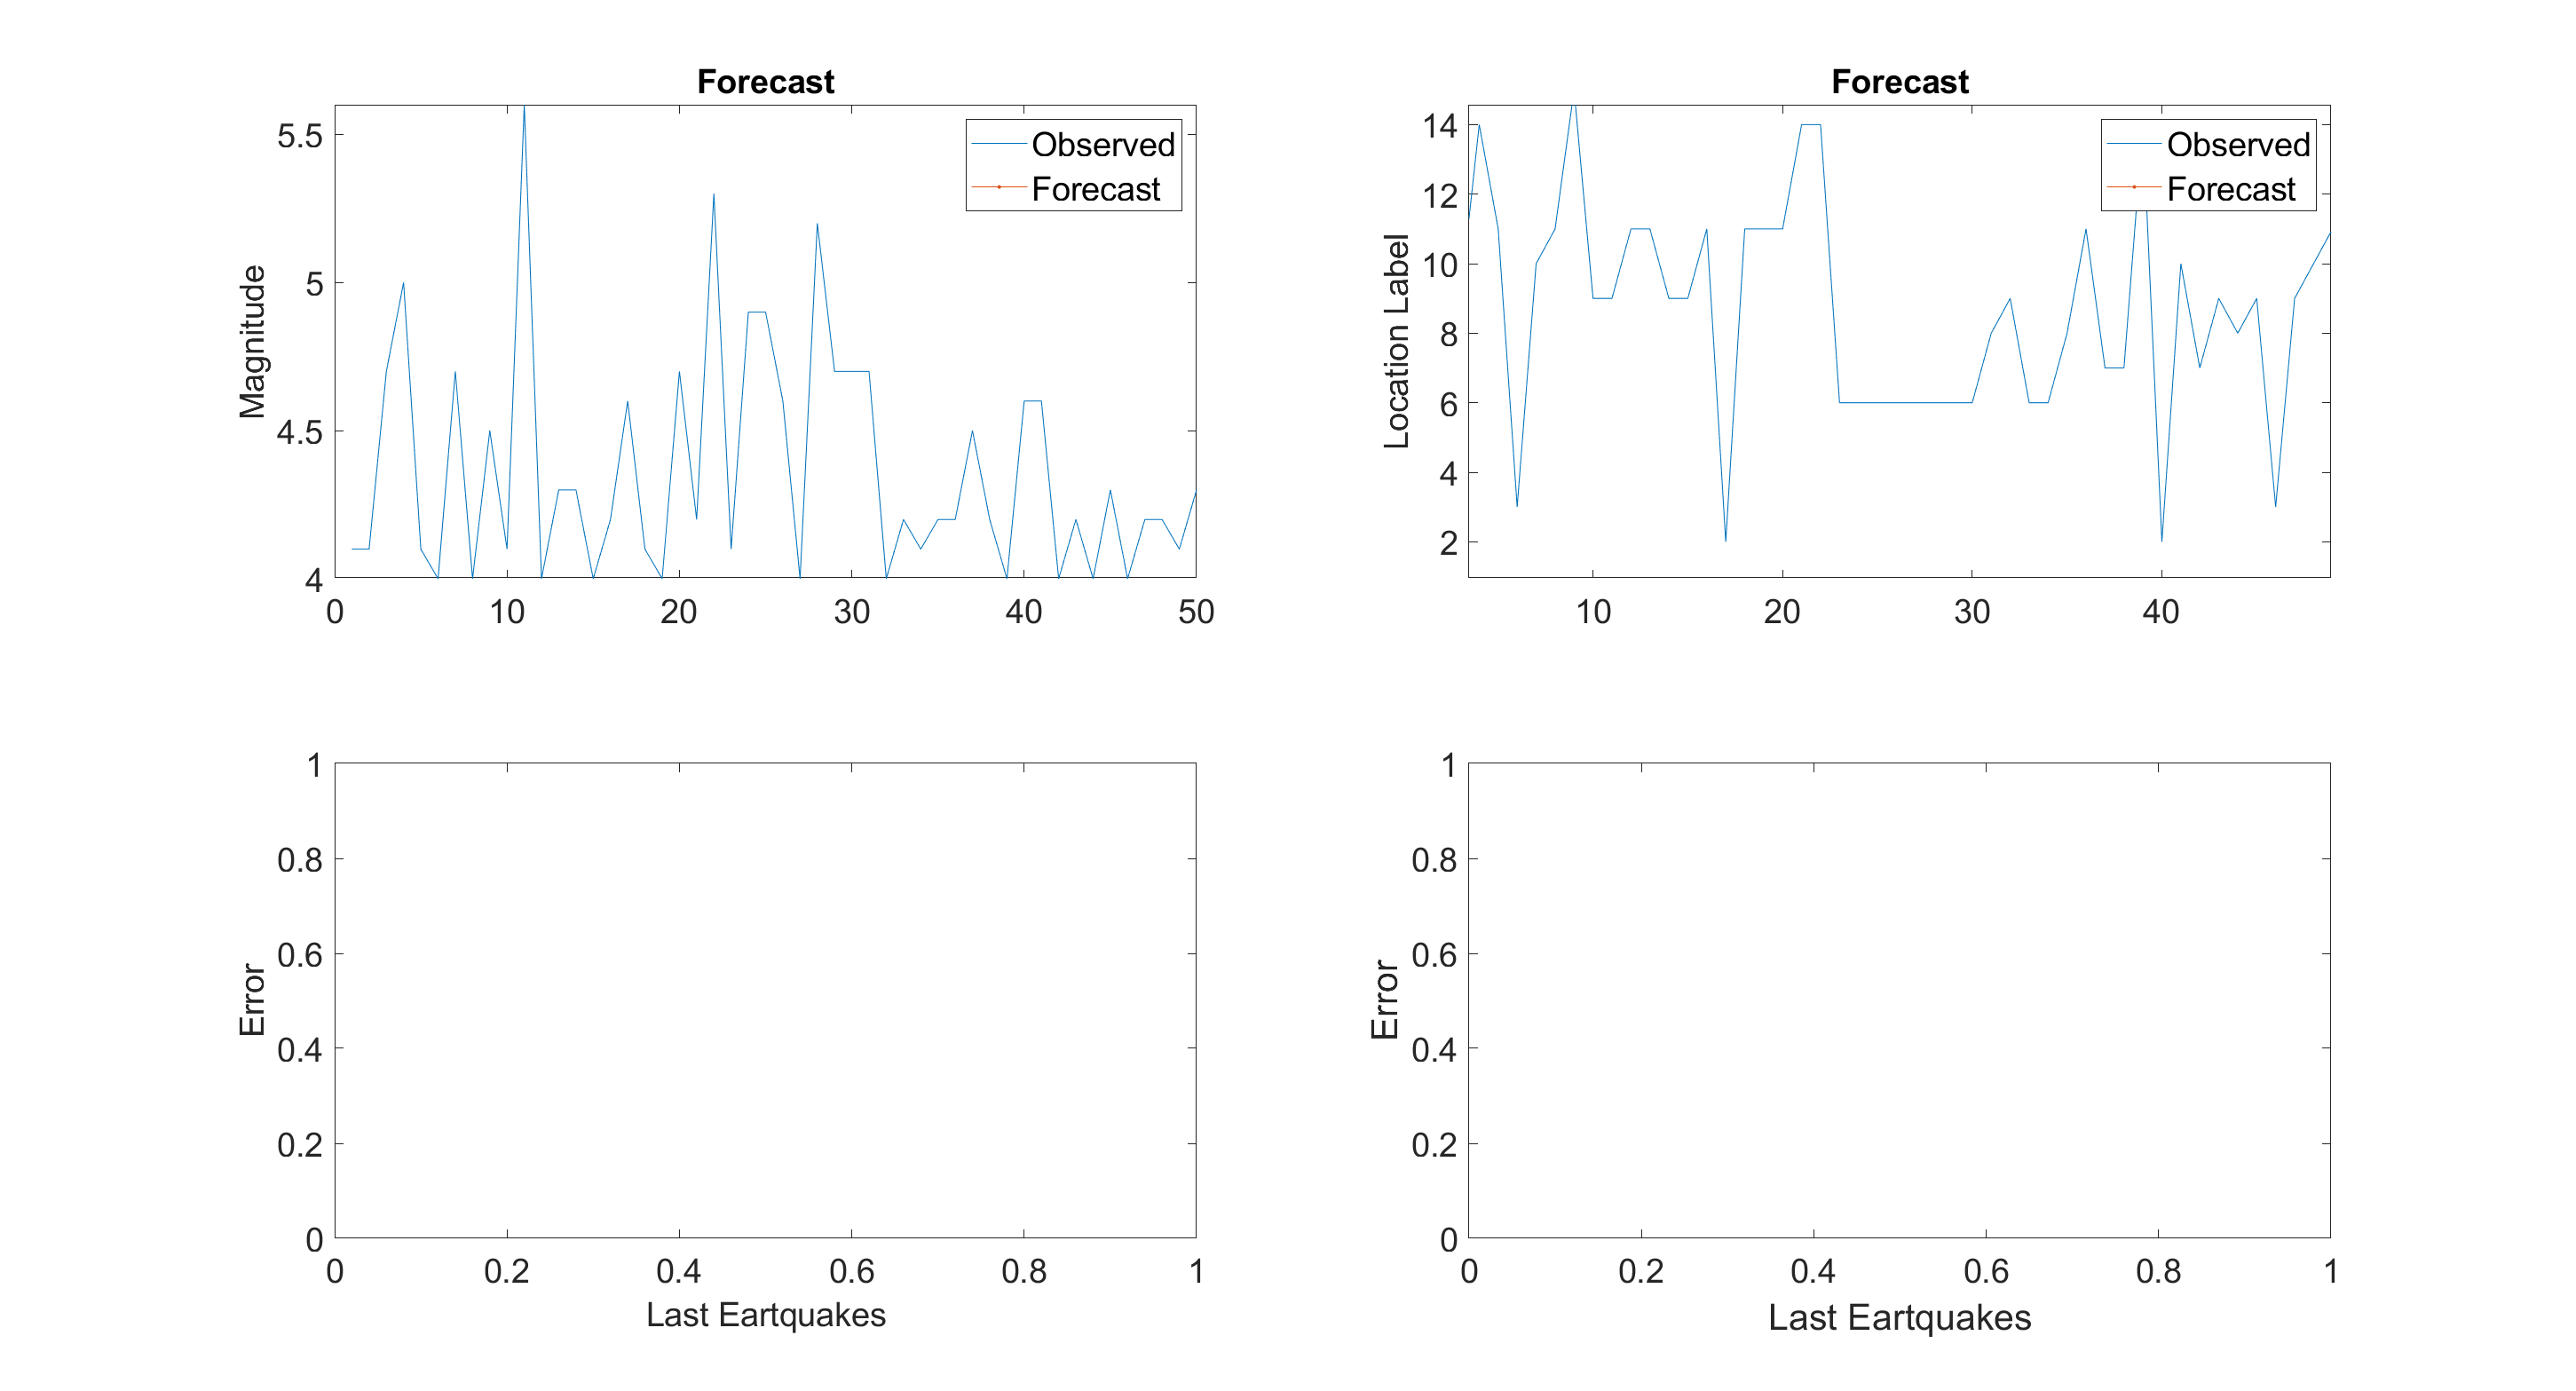 Forecast
5.5
5
4.5
4
Magnitude
0 10 20 30 40 50
Observed
Forecast
Forecast
14
12
10
8
6
4
2
Location Label
10 20 30 40
Observed
Forecast
1
0.8
0.6
0.4
0.2
0
Error
0 0.2 0.4 0.6 0.8 1
Last Eartquakes
1
0.8
0.6
0.4
0.2
0
Error
0 0.2 0.4 0.6 0.8 1
Last Eartquakes